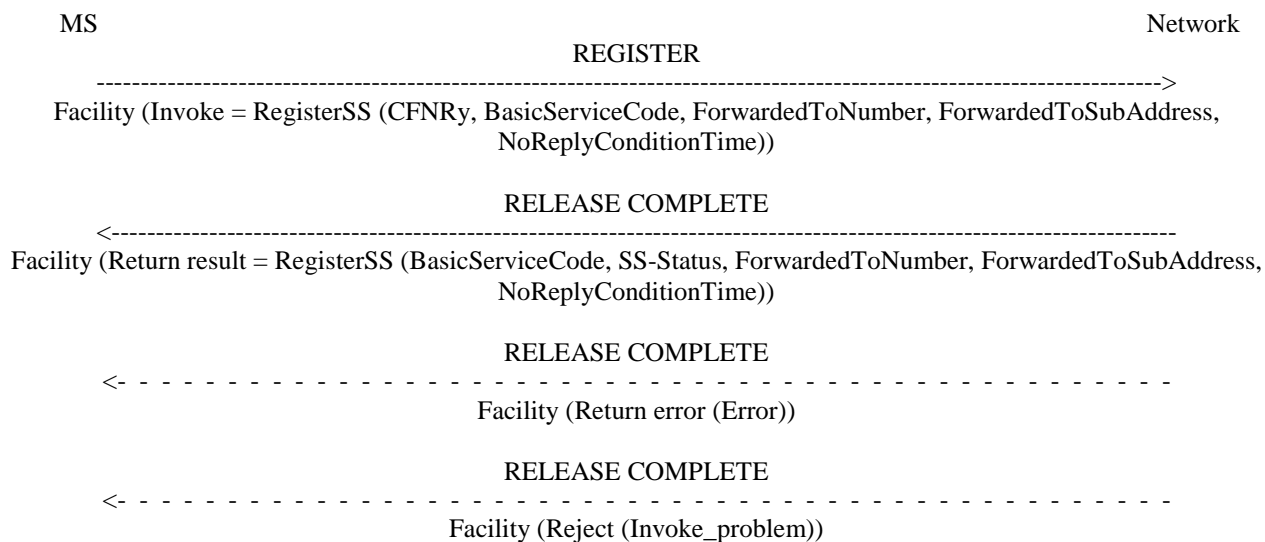 MS Network
REGISTER
------------------------------------------------------------------------------------------------------------------------>
Facility (Invoke = RegisterSS (CFNRy, BasicServiceCode, ForwardedToNumber, ForwardedToSubAddress,
NoReplyConditionTime))
RELEASE COMPLETE
<------------------------------------------------------------------------------------------------------------------------
Facility (Return result = RegisterSS (BasicServiceCode, SS-Status, ForwardedToNumber, ForwardedToSubAddress,
NoReplyConditionTime))
RELEASE COMPLETE
<- - - - - - - - - - - - - - - - - - - - - - - - - - - - - - - - - - - - - - - - - - - - - - - - - - - - - - - - - -
Facility (Return error (Error))
RELEASE COMPLETE
<- - - - - - - - - - - - - - - - - - - - - - - - - - - - - - - - - - - - - - - - - - - - - - - - - - - - - - - - - -
Facility (Reject (Invoke_problem))